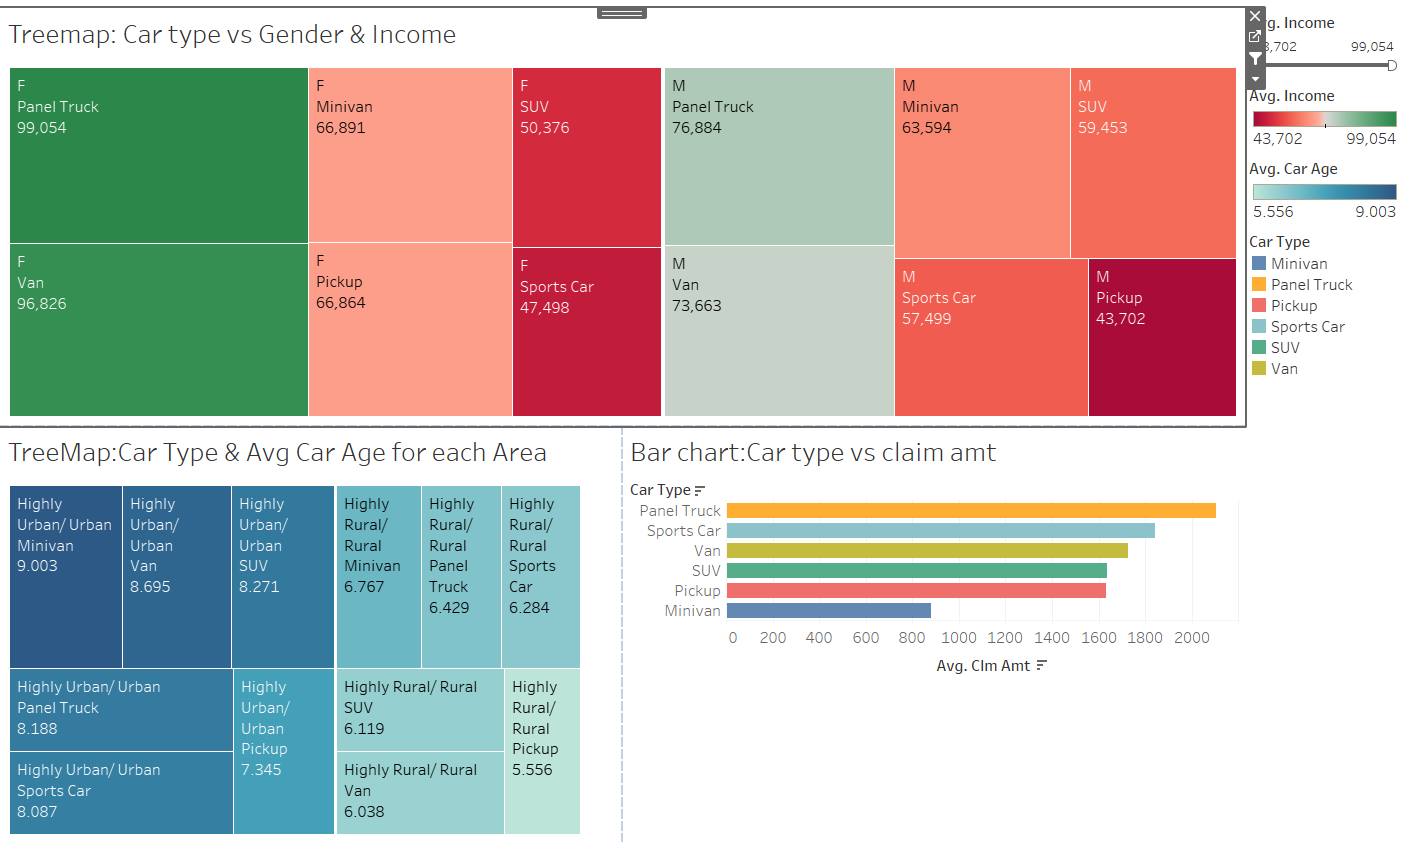 Treemap: Car type vs Gender & Income
F
Panel Truck
99,054
F
Minivan
66,891
F
SUV
50,376
M
Panel Truck
76,884
M
Minivan
63,594
M
SUV
59,453
F
Van
96,826
F
Pickup
66,864
F
Sports Car
47,498
M
Van
73,663
M
Sports Car
57,499
M
Pickup
43,702
g. Income
3,702 99,054
Avg. Income
43,702 99,054
Avg. Car Age
5.556 9.003
Car Type
Minivan
Panel Truck
Pickup
Sports Car
SUV
Van
TreeMap:Car Type & Avg Car Age for each Area
Highly
Urban/ Urban
Minivan
9.003
Highly
Urban/
Urban
Van
8.695
Highly
Urban/
Urban
SUV
8.271
Highly
Rural/
Rural
Minivan
6.767
Highly
Rural/
Rural
Panel
Truck
6.429
Highly
Rural/
Rural
Sports
Car
6.284
Highly Urban/ Urban
Panel Truck
8.188
Highly Urban/ Urban
Sports Car
8.087
Highly
Urban/
Urban
Pickup
7.345
Highly Rural/ Rural
SUV
6.119
Highly Rural/ Rural
Van
6.038
Highly
Rural/
Rural
Pickup
5.556
Bar chart:Car type vs claim amt
Car Type
Panel Truck
Sports Car
Van
SUV
Pickup
Minivan
0 200 400 600 800 1000 1200 1400 1600 1800 2000
Avg. Clm Amt